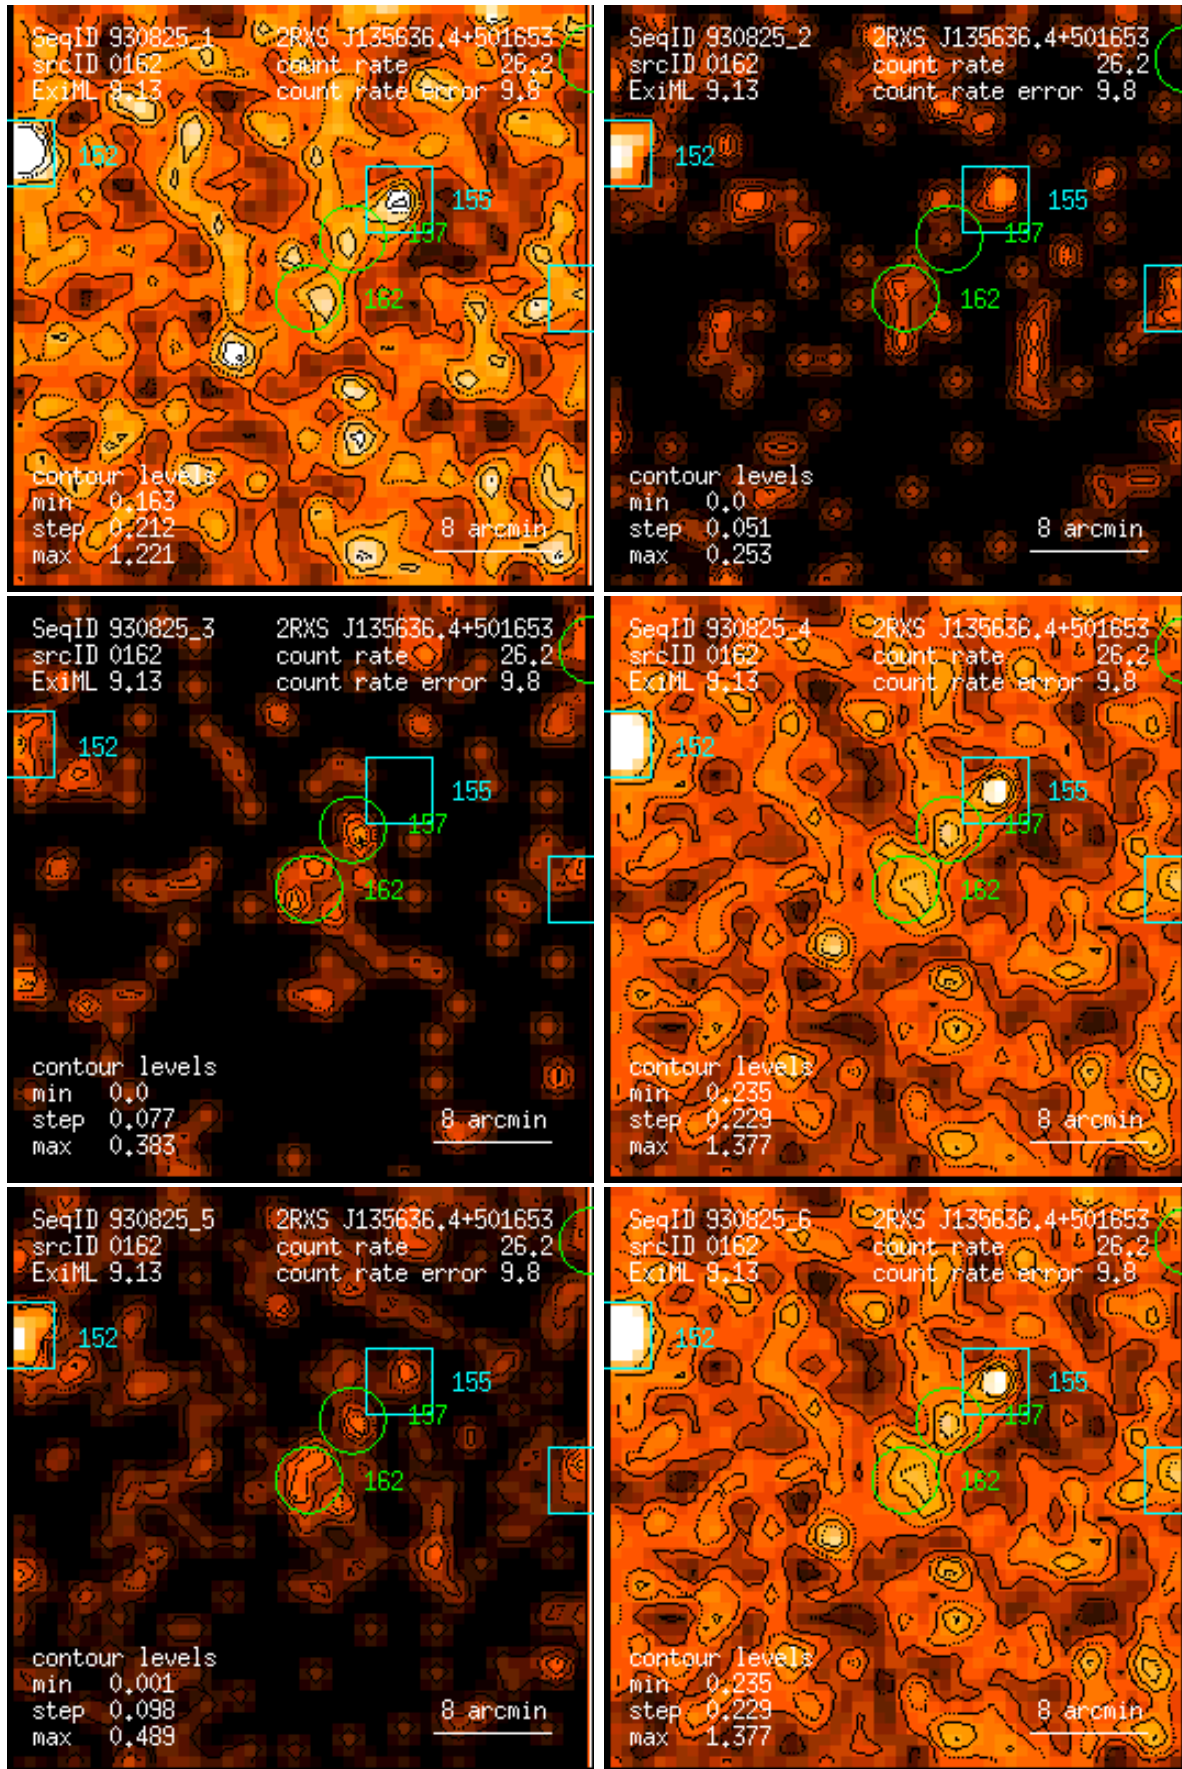 SeqID 930825_1 2RXS J135636.4+501653
srcID 0162 count rate 26.2
ExiML 9.13 count rate error 9.8
152
155
157
162
contour levels
min 0.163
step 0.212
max 1.221
8 arcmin
SeqID 930825_2 2RXS J135636.4+501653
srcID 0162 count rate 26.2
ExiML 9.13 count rate error 9.8
152
155
157
162
contour levels
min 0.0
step 0.051
max 0.253
8 arcmin
SeqID 930825_3 2RXS J135636.4+501653
srcID 0162 count rate 26.2
ExiML 9.13 count rate error 9.8
152
155
157
162
contour levels
min 0.0
step 0.077
max 0.383
8 arcmin
SeqID 930825_4 2RXS J135636.4+501653
srcID 0162 count rate 26.2
ExiML 9.13 count rate error 9.8
152
155
157
162
contour levels
min 0.235
step 0.229
max 1.377
8 arcmin
SeqID 930825_5 2RXS J135636.4+501653
srcID 0162 count rate 26.2
ExiML 9.13 count rate error 9.8
152
155
157
162
contour levels
min 0.001
step 0.098
max 0.489
8 arcmin
SeqID 930825_6 2RXS J135636.4+501653
srcID 0162 count rate 26.2
ExiML 9.13 count rate error 9.8
152
155
157
162
contour levels
min 0.235
step 0.229
max 1.377
8 arcmin